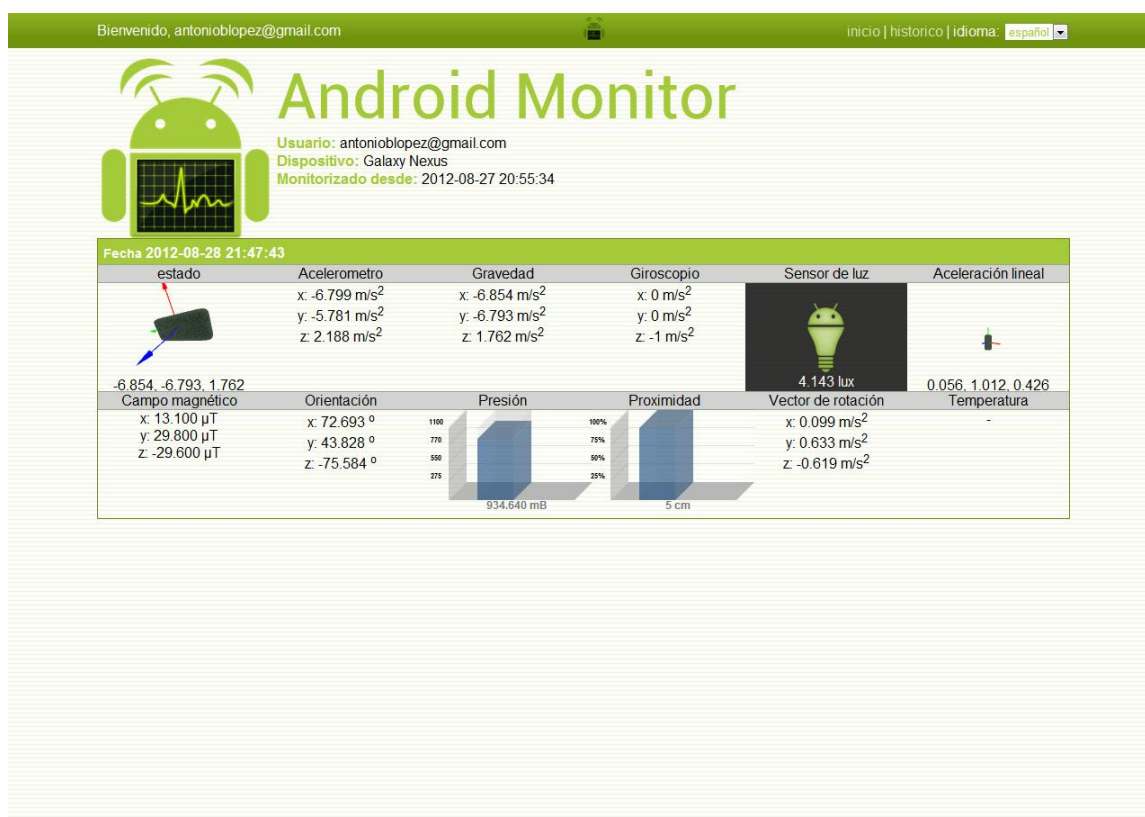 Bienvenido, antonioblopez@gmail.com
inicio | historico | idioma: español
Android Monitor
Usuario: antonioblopez@gmail.com
Dispositivo: Galaxy Nexus
Monitorizado desde: 2012-08-27 20:55:34
Fecha 2012-08-28 21:47:43
estado Acelerometro Gravedad Giroscopio Sensor de luz Aceleración lineal
x: -6.799 m/s² x: -6.854 m/s² x: 0 m/s²
y: -5.781 m/s² y: -6.793 m/s² y: 0 m/s²
z: 2.188 m/s² z: 1.762 m/s² z: -1 m/s²
-6.854, -6.793, 1.762 4.143 lux 0.056, 1.012, 0.426
Campo magnético Orientación Presión Proximidad Vector de rotación Temperatura
x: 13.100 µT x: 72.693 º 1100 100% x: 0.099 m/s² -
y: 29.800 µT y: 43.828 º 770 75% y: 0.633 m/s²
z: -29.600 µT z: -75.584 º 550 50% z: -0.619 m/s²
275 25%
934.640 mB 5 cm